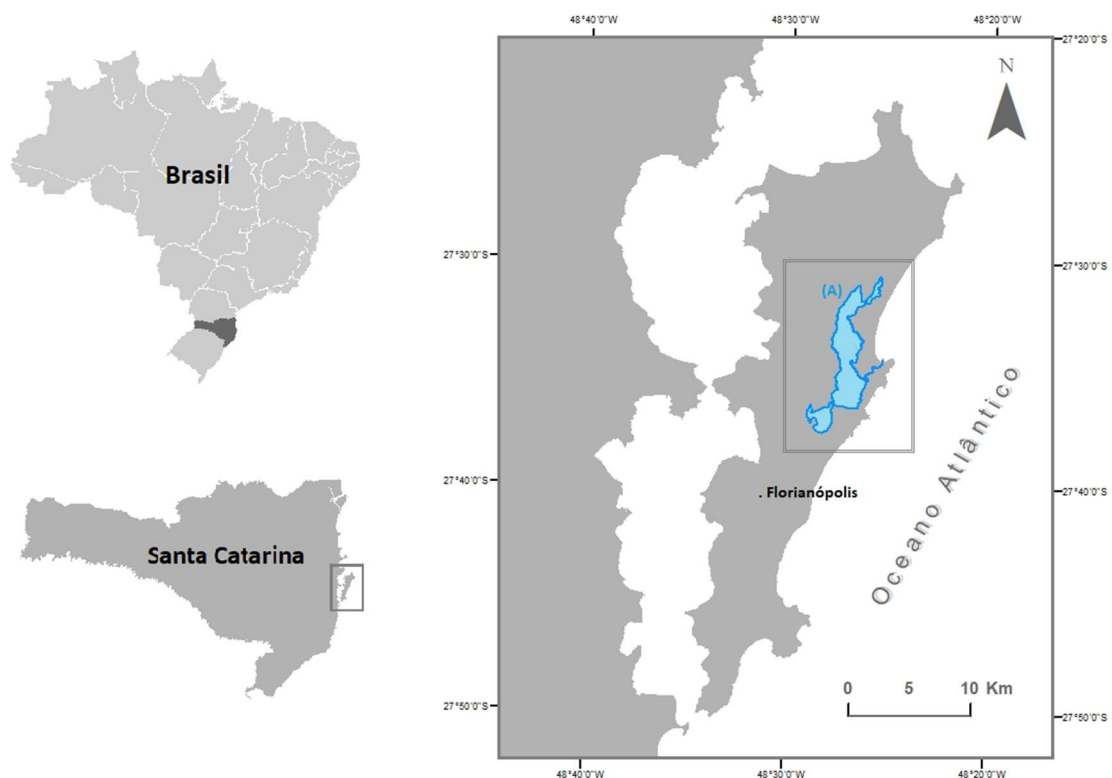 Brasil
Santa Catarina
48°40'0"W
48°30'0"W
48°20'0"W
27°20'0"S
N
27°30'0"S
27°30'0"S
(A)
Oceano Atlântico
27°40'0"S
. Florianópolis
27°40'0"S
0 5 10 Km
27°50'0"S
27°50'0"S
48°40'0"W
48°30'0"W
48°20'0"W